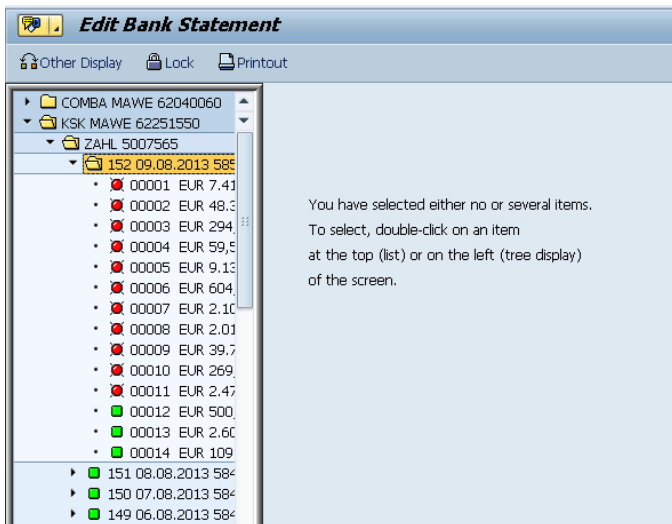 Edit Bank Statement
Other Display Lock Printout
COMBA MAWE 62040060
KSK MAWE 62251550
ZAHL 5007565
152 09.08.2013 585
00001 EUR 7.41
00002 EUR 48.3
00003 EUR 294,
00004 EUR 59,5
00005 EUR 9.13
00006 EUR 604,
00007 EUR 2.10
00008 EUR 2.01
00009 EUR 39.7
00010 EUR 269,
00011 EUR 2.47
00012 EUR 500,
00013 EUR 2.60
00014 EUR 109
151 08.08.2013 584
150 07.08.2013 584
149 06.08.2013 584
You have selected either no or several items.
To select, double-click on an item
at the top (list) or on the left (tree display)
of the screen.